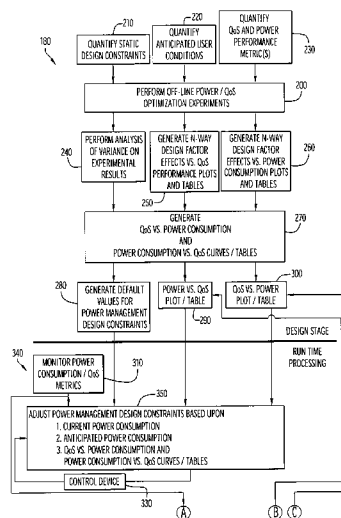 210
220
QUANTIFY
QoS AND POWER
PERFORMANCE
METRIC(S)
230
180
QUANTIFY STATIC
DESIGN CONSTRAINTS
QUANTIFY
ANTICIPATED USER
CONDITIONS
PERFORM OFF-LINE POWER / QoS
OPTIMIZATION EXPERIMENTS
200
240
PERFORM ANALYSIS
OF VARIANCE ON
EXPERIMENTAL
RESULTS
GENERATE N-WAY
DESIGN FACTOR
EFFECTS VS. QoS
PERFORMANCE PLOTS
AND TABLES
250
GENERATE N-WAY
DESIGN FACTOR
EFFECTS VS. POWER
CONSUMPTION PLOTS
AND TABLES
260
GENERATE
QoS VS. POWER CONSUMPTION
AND
POWER CONSUMPTION VS. QoS CURVES / TABLES
270
280
GENERATE DEFAULT
VALUES FOR
POWER MANAGEMENT
DESIGN CONSTRAINTS
POWER VS. QoS
PLOT / TABLE
290
QoS VS. POWER
PLOT / TABLE
300
DESIGN STAGE
RUN TIME
PROCESSING
340
MONITOR POWER
CONSUMPTION / QoS
METRICS
310
350
ADJUST POWER MANAGEMENT DESIGN CONSTRAINTS BASED UPON
1. CURRENT POWER CONSUMPTION
2. ANTICIPATED POWER CONSUMPTION
3. QoS VS. POWER CONSUMPTION AND
POWER CONSUMPTION VS. QoS CURVES / TABLES
CONTROL DEVICE
330
A
B
C